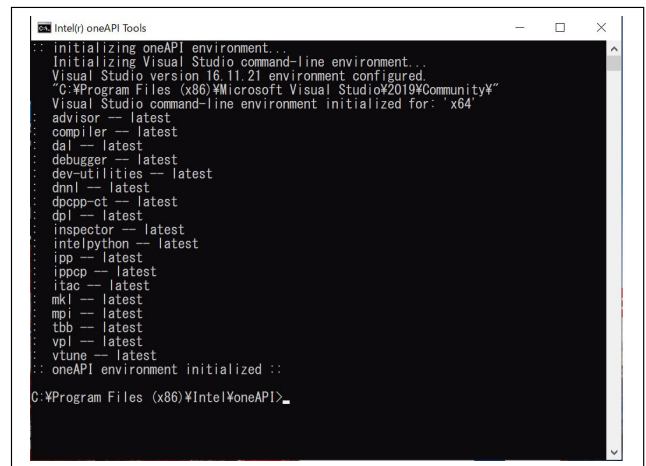 Intel(r) oneAPI Tools
:: initializing oneAPI environment...
Initializing Visual Studio command-line environment...
Visual Studio version 16.11.21 environment configured.
"C:¥Program Files (x86)¥Microsoft Visual Studio¥2019¥Community¥"
Visual Studio command-line environment initialized for: 'x64'
: advisor -- latest
: compiler -- latest
: dal -- latest
: debugger -- latest
: dev-utilities -- latest
: dnnl -- latest
: dpcpp-ct -- latest
: dpl -- latest
: inspector -- latest
: intelpython -- latest
: ipp -- latest
: ippcp -- latest
: itac -- latest
: mkl -- latest
: mpi -- latest
: tbb -- latest
: vpl -- latest
: vtune -- latest
:: oneAPI environment initialized ::
C:¥Program Files (x86)¥Intel¥oneAPI>